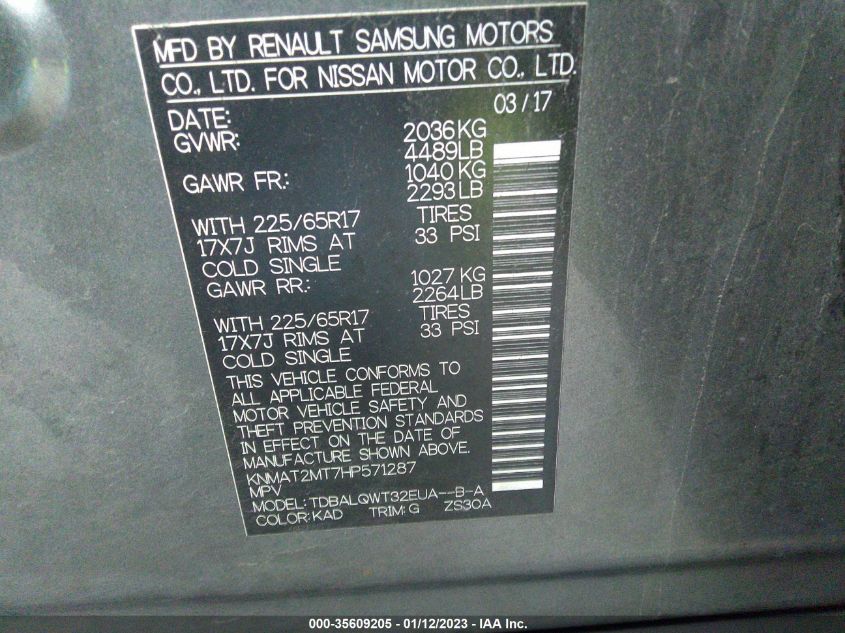 MFD BY RENAULT SAMSUNG MOTORS
CO., LTD. FOR NISSAN MOTOR CO., LTD.
DATE: 03/17
GVWR: 2036KG
4489LB
GAWR FR.: 1040 KG
2293LB
WITH 225/65R17 TIRES
17X7J RIMS AT 33 PSI
COLD SINGLE
GAWR RR.: 1027 KG
2264LB
WITH 225/65R17 TIRES
17X7J RIMS AT 33 PSI
COLD SINGLE
THIS VEHICLE CONFORMS TO
ALL APPLICABLE FEDERAL
MOTOR VEHICLE SAFETY AND
THEFT PREVENTION STANDARDS
IN EFFECT ON THE DATE OF
MANUFACTURE SHOWN ABOVE.
KNMAT2MT7HP571287
MPV
MODEL: TDBALQWT32EUA--B-A
COLOR: KAD TRIM: G ZS30A
000-35609205 - 01/12/2023 - IAA Inc.